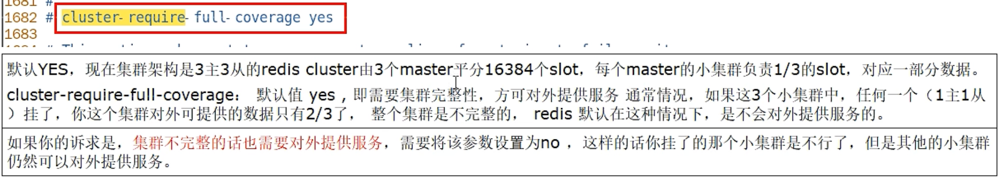 1681 #
1682 # cluster-require-full-coverage yes
1683
默认YES，现在集群架构是3主3从的redis cluster由3个master平分16384个slot，每个master的小集群负责1/3的slot，对应一部分数据。
cluster-require-full-coverage： 默认值 yes , 即需要集群完整性，方可对外提供服务 通常情况，如果这3个小集群中，任何一个（1主1从
）挂了，你这个集群对外可提供的数据只有2/3了， 整个集群是不完整的， redis 默认在这种情况下，是不会对外提供服务的。
如果你的诉求是，集群不完整的话也需要对外提供服务，需要将该参数设置为no ，这样的话你挂了的那个小集群是不行了，但是其他的小集群
仍然可以对外提供服务。